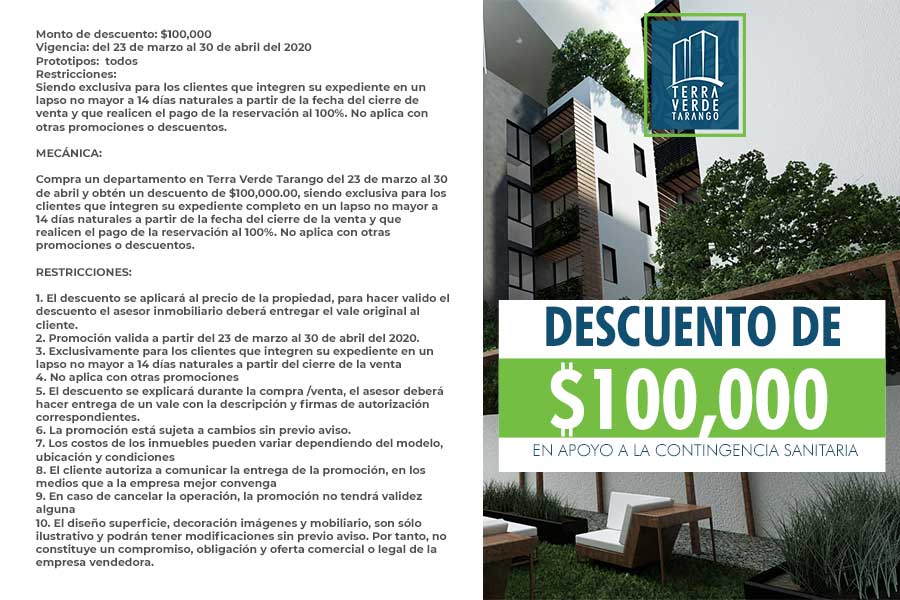 Monto de descuento: $100,000
Vigencia: del 23 de marzo al 30 de abril del 2020
Prototipos: todos
Restricciones:
Siendo exclusiva para los clientes que integren su expediente en un
lapso no mayor a 14 días naturales a partir de la fecha del cierre de
venta y que realicen el pago de la reservación al 100%. No aplica con
otras promociones o descuentos.
MECÁNICA:
Compra un departamento en Terra Verde Tarango del 23 de marzo al 30
de abril y obtén un descuento de $100,000.00, siendo exclusiva para los
clientes que integren su expediente completo en un lapso no mayor a
14 días naturales a partir de la fecha del cierre de la venta y que
realicen el pago de la reservación al 100%. No aplica con otras
promociones o descuentos.
RESTRICCIONES:
1. El descuento se aplicará al precio de la propiedad, para hacer valido el
descuento el asesor inmobiliario deberá entregar el vale original al
cliente.
2. Promoción valida a partir del 23 de marzo al 30 de abril del 2020.
3. Exclusivamente para los clientes que integren su expediente en un
lapso no mayor a 14 días naturales a partir del cierre de la venta
4. No aplica con otras promociones
5. El descuento se explicará durante la compra /venta, el asesor deberá
hacer entrega de un vale con la descripción y firmas de autorización
correspondientes.
6. La promoción está sujeta a cambios sin previo aviso.
7. Los costos de los inmuebles pueden variar dependiendo del modelo,
ubicación y condiciones
8. El cliente autoriza a comunicar la entrega de la promoción, en los
medios que a la empresa mejor convenga
9. En caso de cancelar la operación, la promoción no tendrá validez
alguna
10. El diseño superficie, decoración imágenes y mobiliario, son sólo
ilustrativo y podrán tener modificaciones sin previo aviso. Por tanto, no
constituye un compromiso, obligación y oferta comercial o legal de la
empresa vendedora.
TERRA
VERDE
TARANGO
DESCUENTO DE
$100,000
EN APOYO A LA CONTINGENCIA SANITARIA